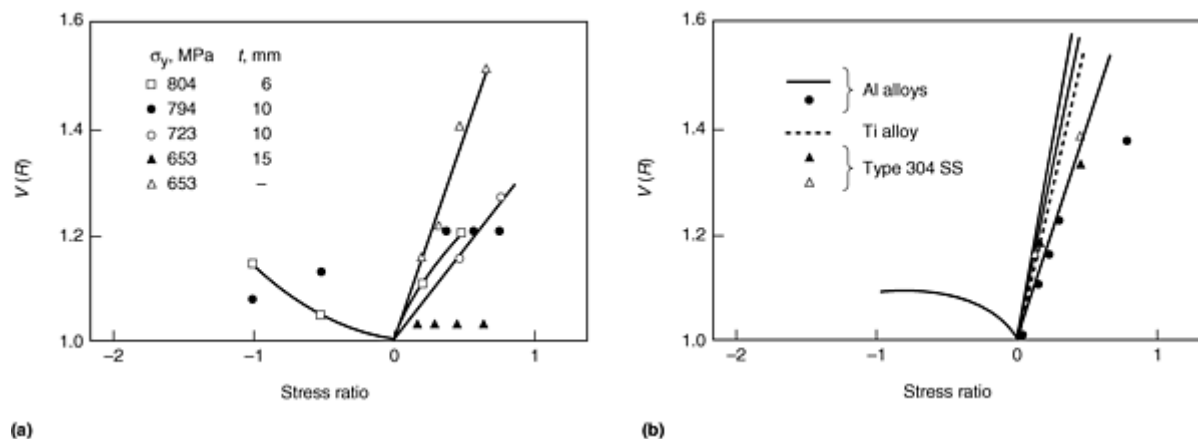 1.6
1.4
1.2
1.0
V (R)
σy, MPa t, mm
□ 804 6
● 794 10
○ 723 10
▲ 653 15
△ 653 –
−2 −1 0 1
Stress ratio
(a)
1.6
1.4
1.2
1.0
V (R)
Al alloys
Ti alloy
Type 304 SS
−2 −1 0 1
Stress ratio
(b)